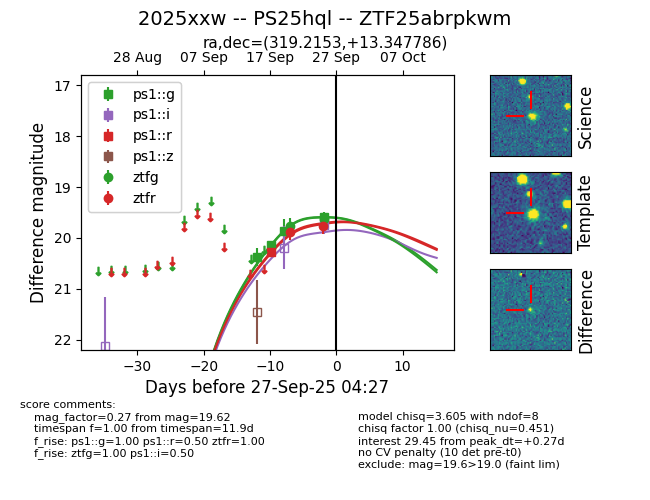 2025xxw -- PS25hql -- ZTF25abrpkwm
ra,dec=(319.2153,+13.347786)
28 Aug 07 Sep 17 Sep 27 Sep 07 Oct
17
18
19
20
21
22
Difference magnitude
ps1::g
ps1::i
ps1::r
ps1::z
ztfg
ztfr
−30 −20 −10 0 10
Days before 27-Sep-25 04:27
Science
Template
Difference
score comments:
mag_factor=0.27 from mag=19.62
timespan f=1.00 from timespan=11.9d
f_rise: ps1::g=1.00 ps1::r=0.50 ztfr=1.00
f_rise: ztfg=1.00 ps1::i=0.50
model chisq=3.605 with ndof=8
chisq factor 1.00 (chisq_nu=0.451)
interest 29.45 from peak_dt=+0.27d
no CV penalty (10 det pre-t0)
exclude: mag=19.6>19.0 (faint lim)